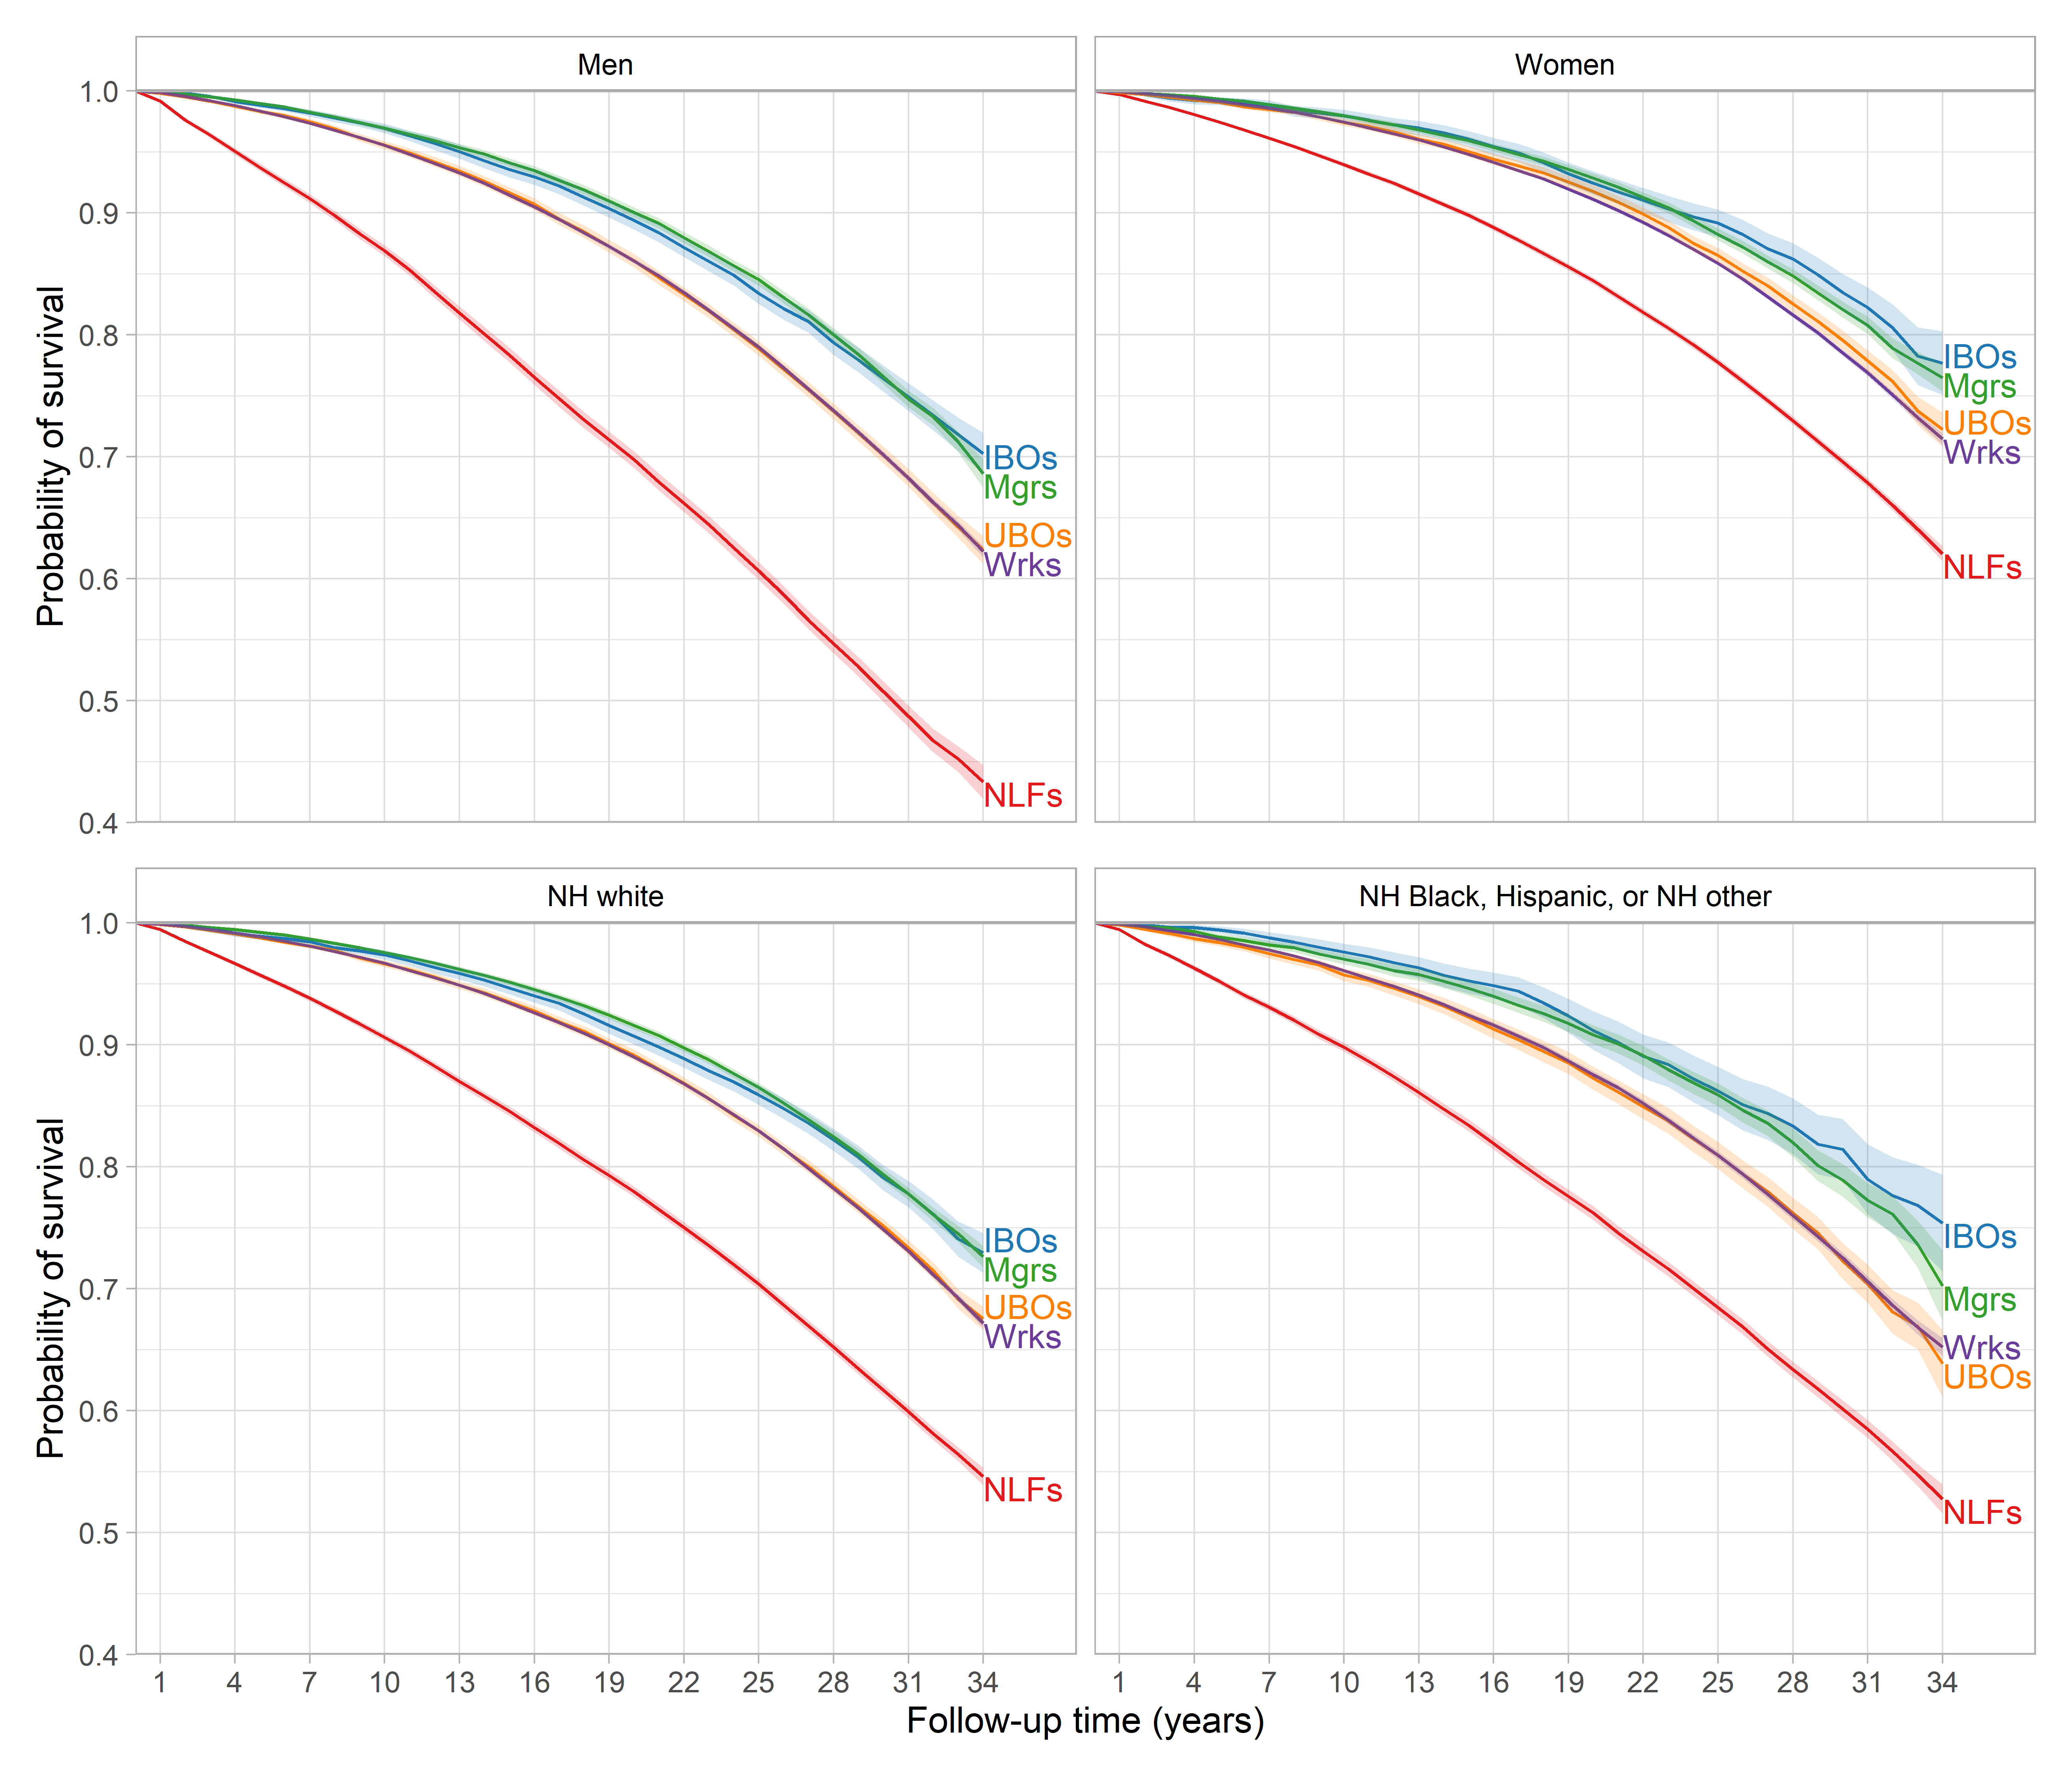 Men
Women
Probability of survival
1.0
0.9
0.8
0.7
0.6
0.5
0.4
IBOs
Mgrs
UBOs
Wrks
NLFs
IBOs
Mgrs
UBOs
Wrks
NLFs
NH white
NH Black, Hispanic, or NH other
Probability of survival
1.0
0.9
0.8
0.7
0.6
0.5
0.4
IBOs
Mgrs
UBOs
Wrks
NLFs
IBOs
Mgrs
Wrks
UBOs
NLFs
1 4 7 10 13 16 19 22 25 28 31 34
1 4 7 10 13 16 19 22 25 28 31 34
Follow-up time (years)